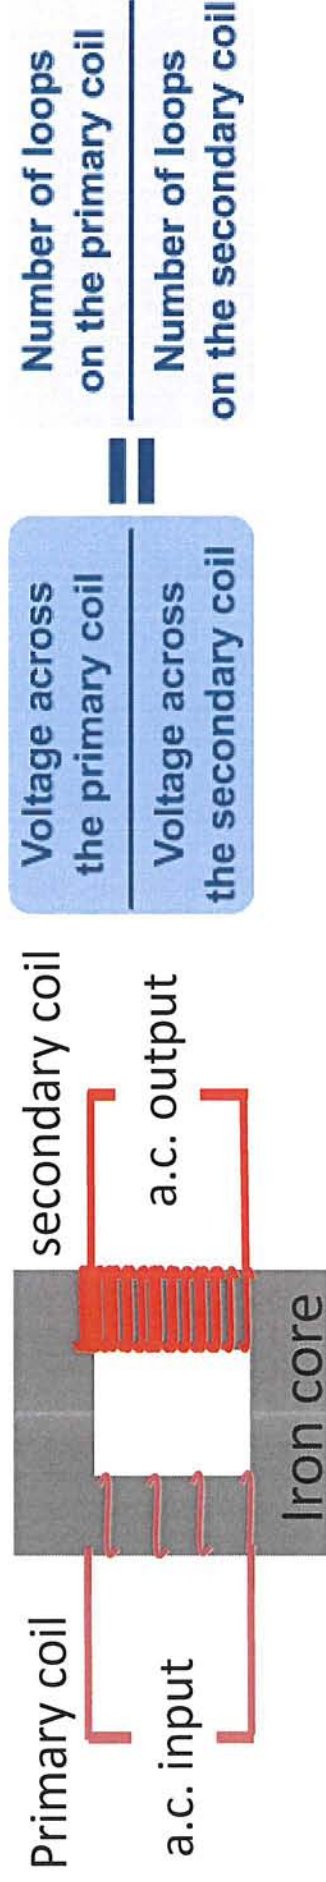 Primary coil
a.c. input
secondary coil
a.c. output
Iron core
Voltage across
the primary coil
Voltage across
the secondary coil
=
Number of loops
on the primary coil
Number of loops
on the secondary coil